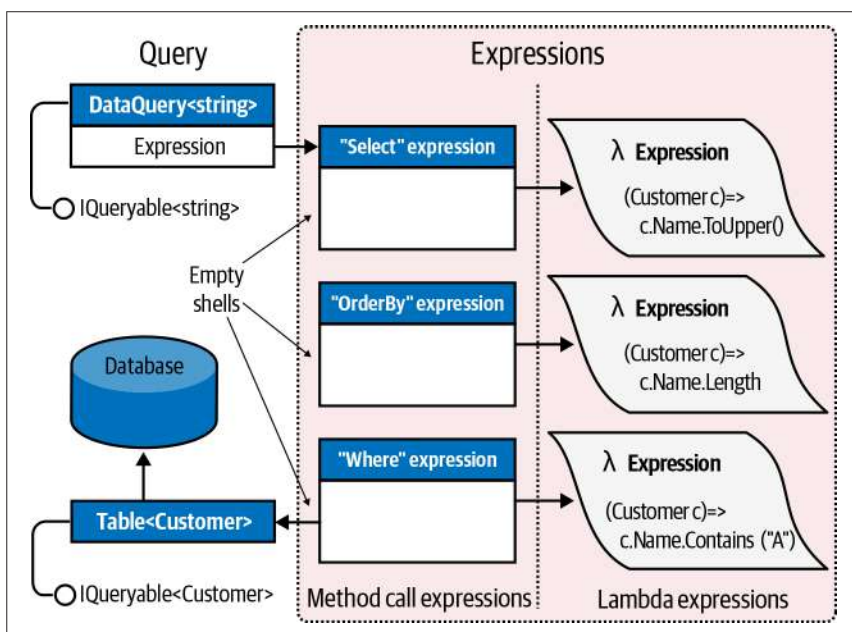 Query
Expressions
DataQuery<string>
Expression
IQueryable<string>
"Select" expression
λ Expression
(Customer c)=>
c.Name.ToUpper()
Empty
shells
"OrderBy" expression
λ Expression
(Customer c)=>
c.Name.Length
Database
"Where" expression
λ Expression
(Customer c)=>
c.Name.Contains ("A")
Table<Customer>
IQueryable<Customer>
Method call expressions
Lambda expressions